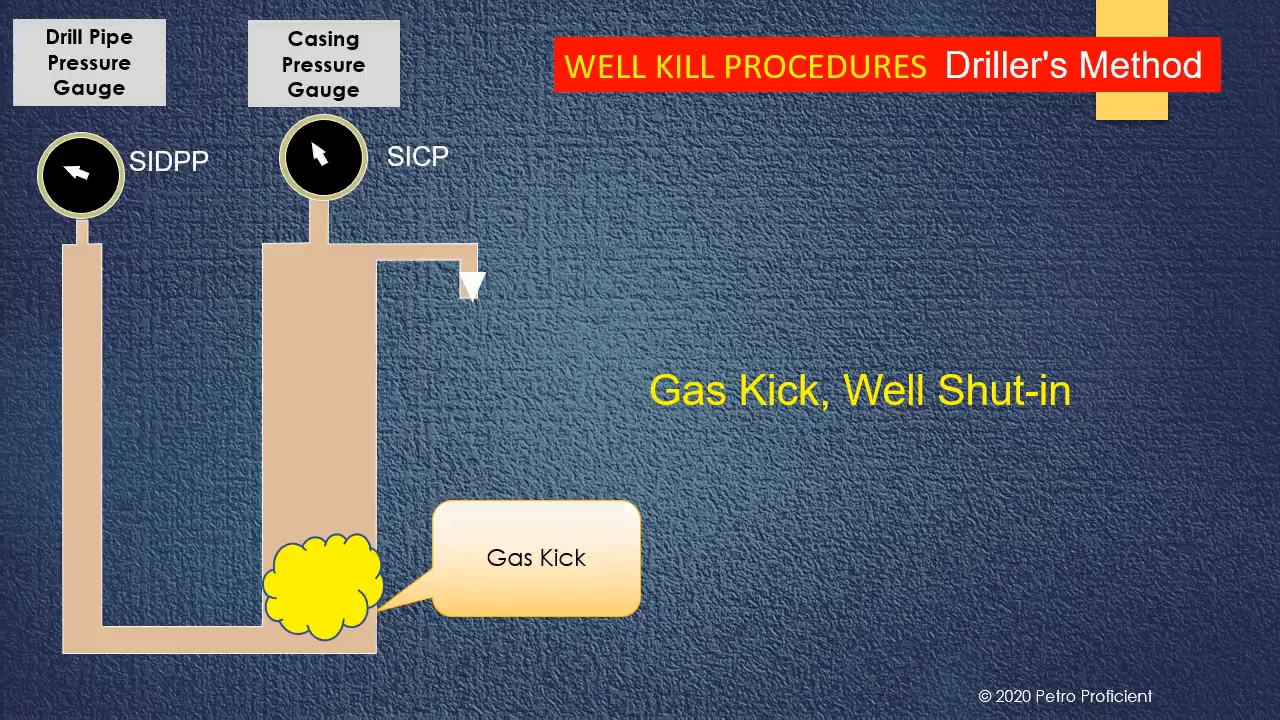 Drill Pipe
Pressure
Gauge
Casing
Pressure
Gauge
WELL KILL PROCEDURES Driller's Method
SIDPP
SICP
Gas Kick, Well Shut-in
Gas Kick
© 2020 Petro Proficient